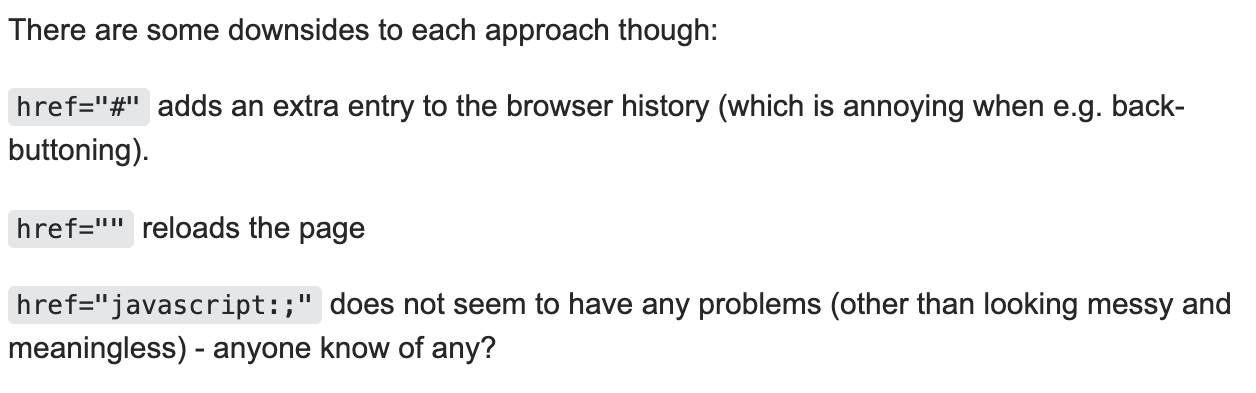 There are some downsides to each approach though:
href="#" adds an extra entry to the browser history (which is annoying when e.g. back-
buttoning).
href="" reloads the page
href="javascript:;" does not seem to have any problems (other than looking messy and
meaningless) - anyone know of any?